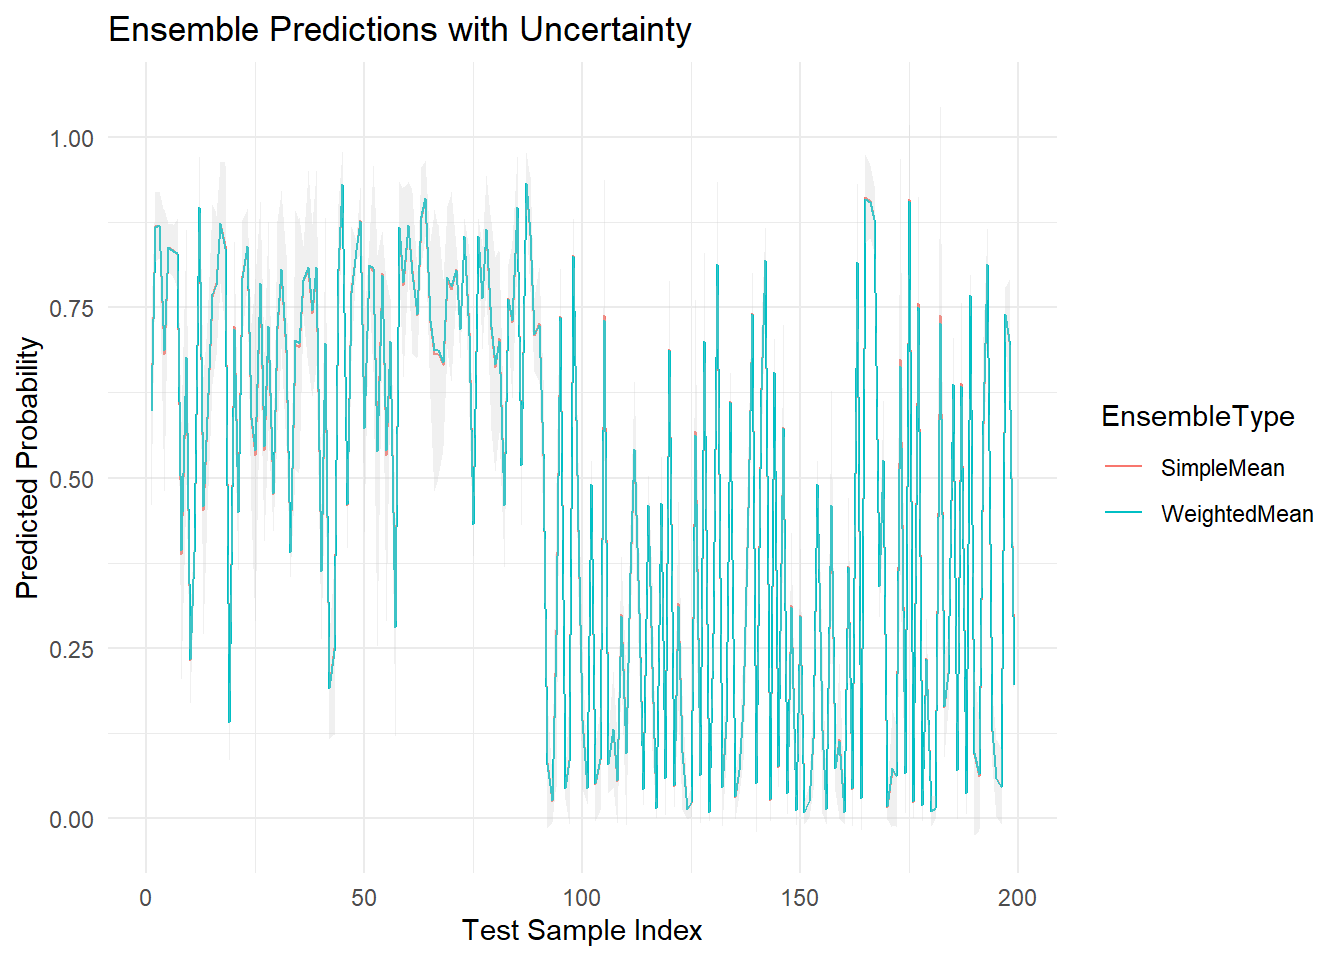 Ensemble Predictions with Uncertainty
Predicted Probability
1.00
0.75
0.50
0.25
0.00
0
50
100
150
200
Test Sample Index
EnsembleType
SimpleMean
WeightedMean